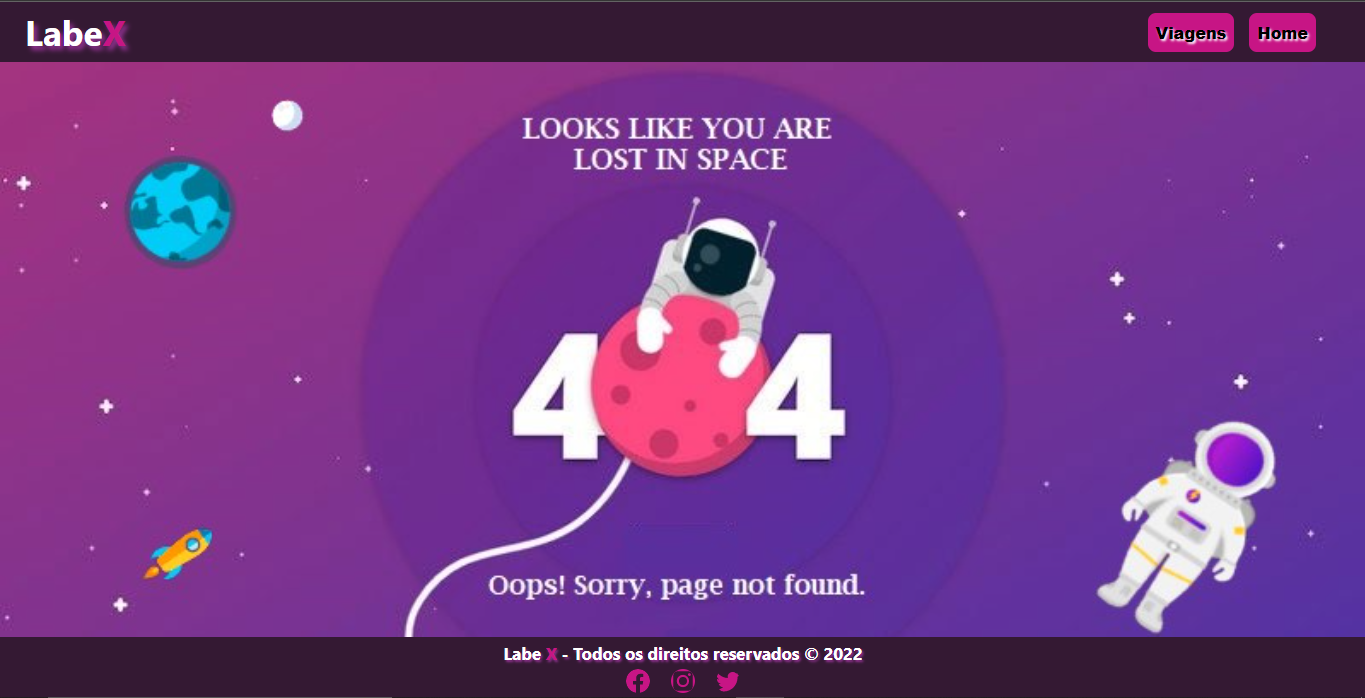 LabeX
Viagens
Home
LOOKS LIKE YOU ARE
LOST IN SPACE
404
Oops! Sorry, page not found.
Labe X - Todos os direitos reservados © 2022